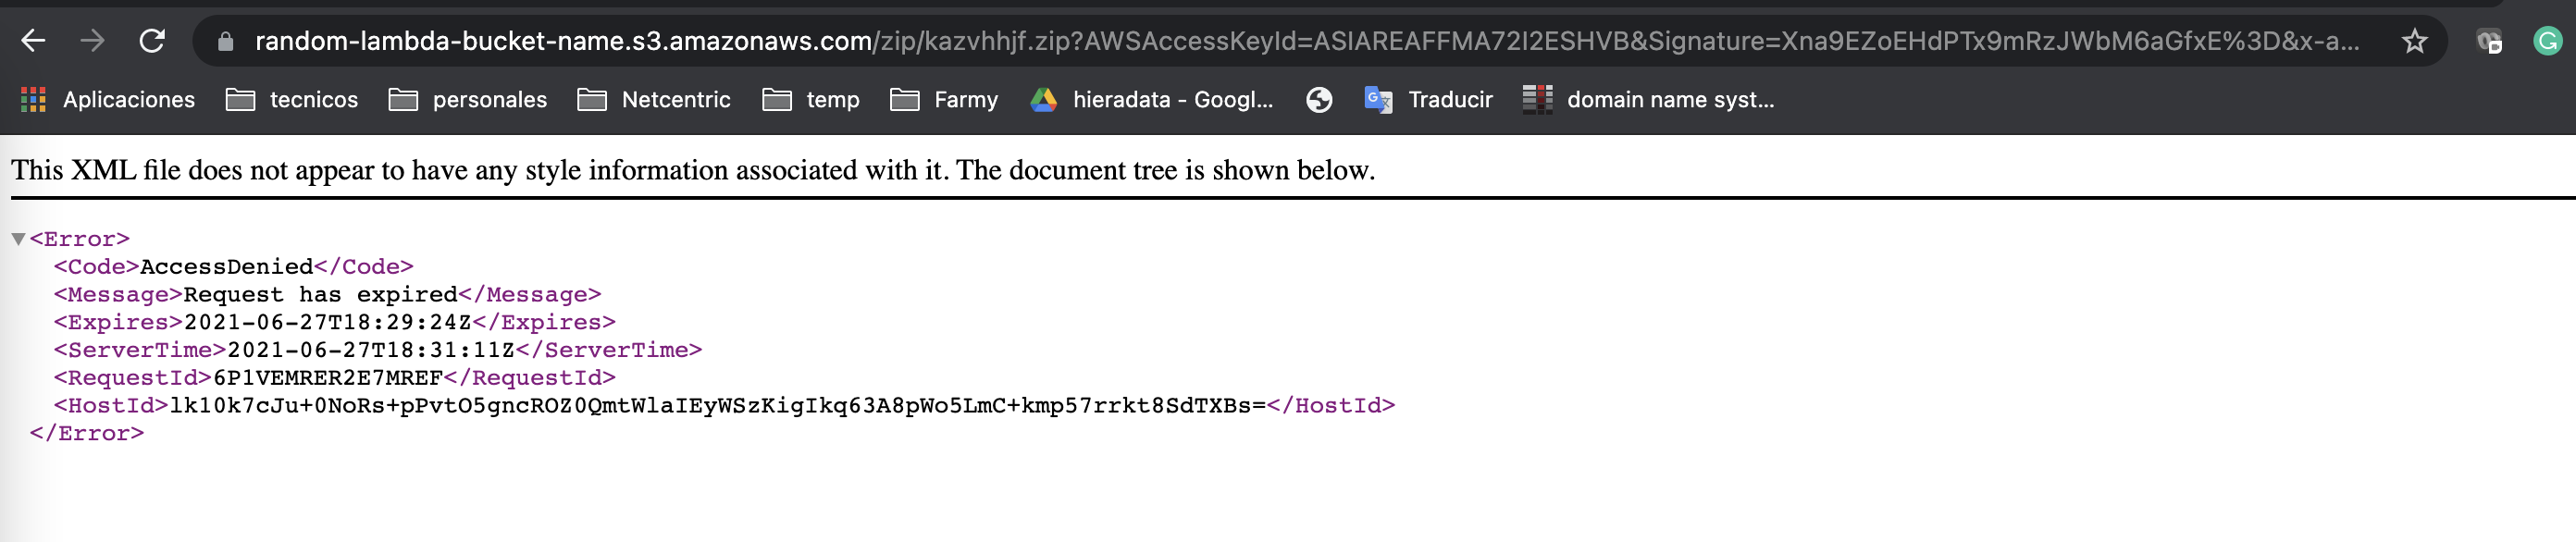 random-lambda-bucket-name.s3.amazonaws.com/zip/kazvhhjf.zip?AWSAccessKeyId=ASIAREAFFMA72I2ESHVB&Signature=Xna9EZoEHdPTx9mRzJWbM6aGfxE%3D&x-a...
Aplicaciones tecnicos personales Netcentric temp Farmy hieradata - Googl... Traducir domain name syst...
This XML file does not appear to have any style information associated with it. The document tree is shown below.
<Error>
<Code>AccessDenied</Code>
<Message>Request has expired</Message>
<Expires>2021-06-27T18:29:24Z</Expires>
<ServerTime>2021-06-27T18:31:11Z</ServerTime>
<RequestId>6P1VEMRER2E7MREF</RequestId>
<HostId>lk10k7cJu+0NoRs+pPvtO5gncROZ0QmtWlaIEyWSzKigIkq63A8pWo5LmC+kmp57rrkt8SdTXBs=</HostId>
</Error>